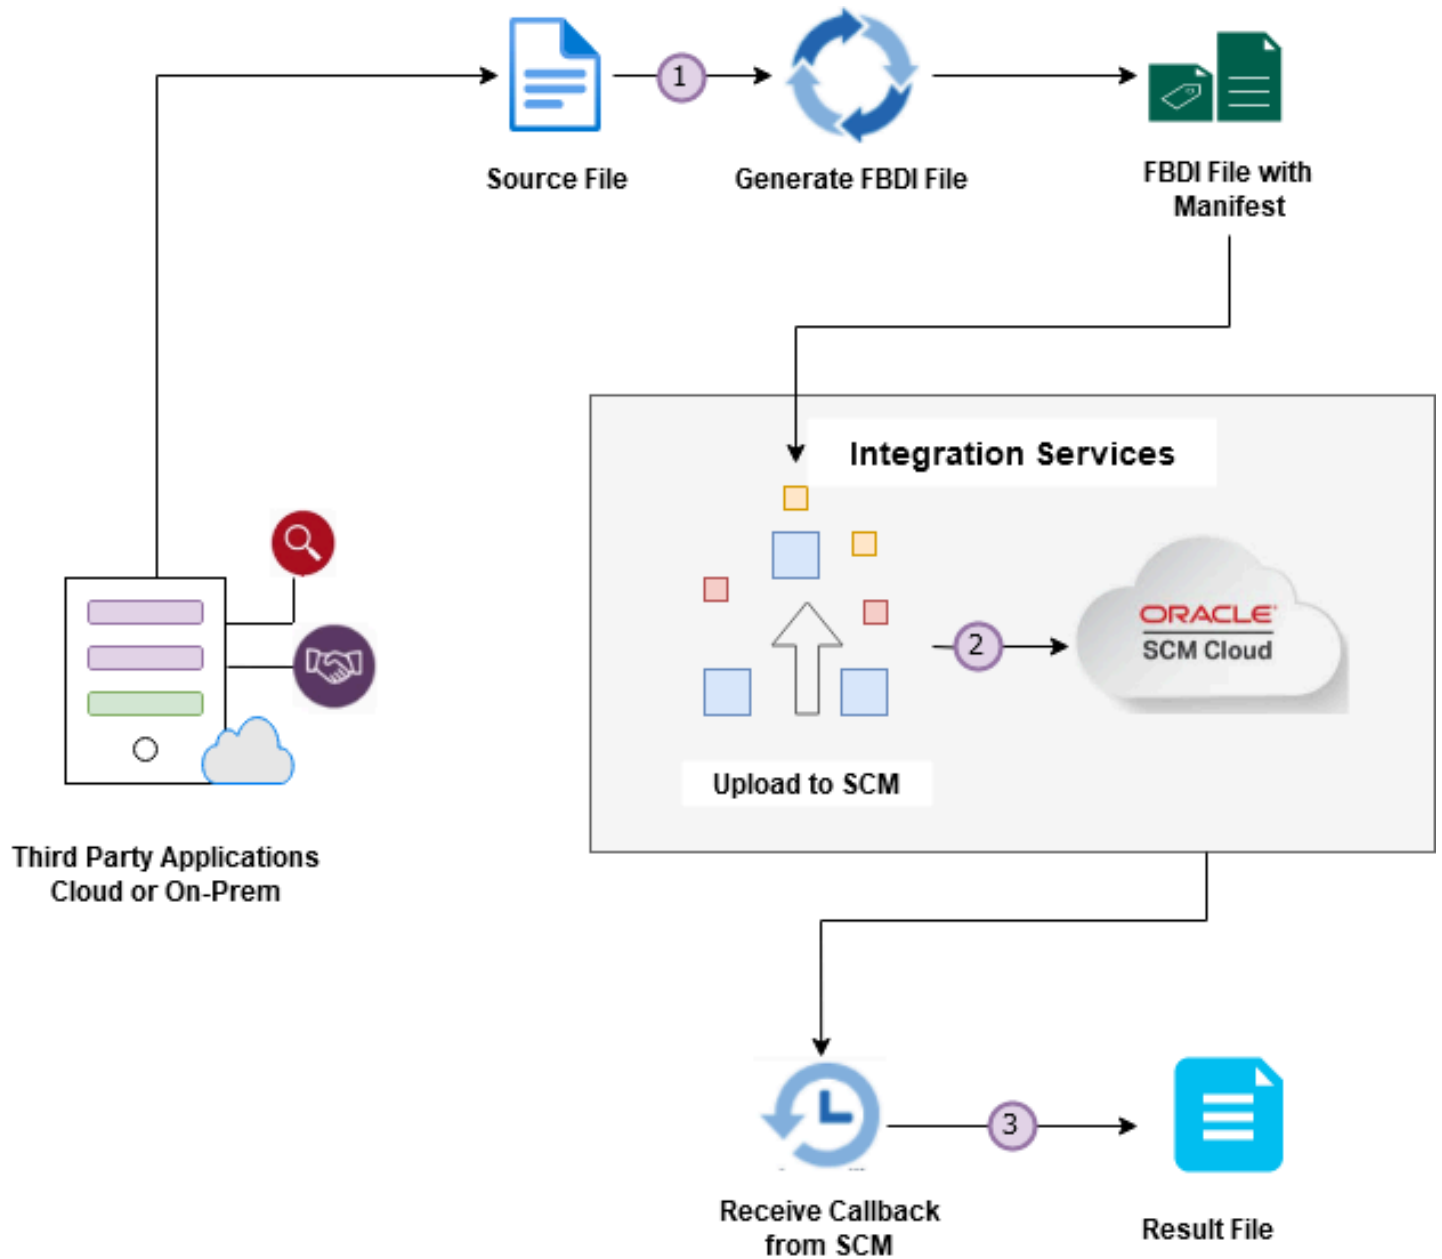 1
Source File
Generate FBDI File
FBDI File with
Manifest
Integration Services
ORACLE
SCM Cloud
2
Upload to SCM
Third Party Applications
Cloud or On-Prem
3
Receive Callback
from SCM
Result File